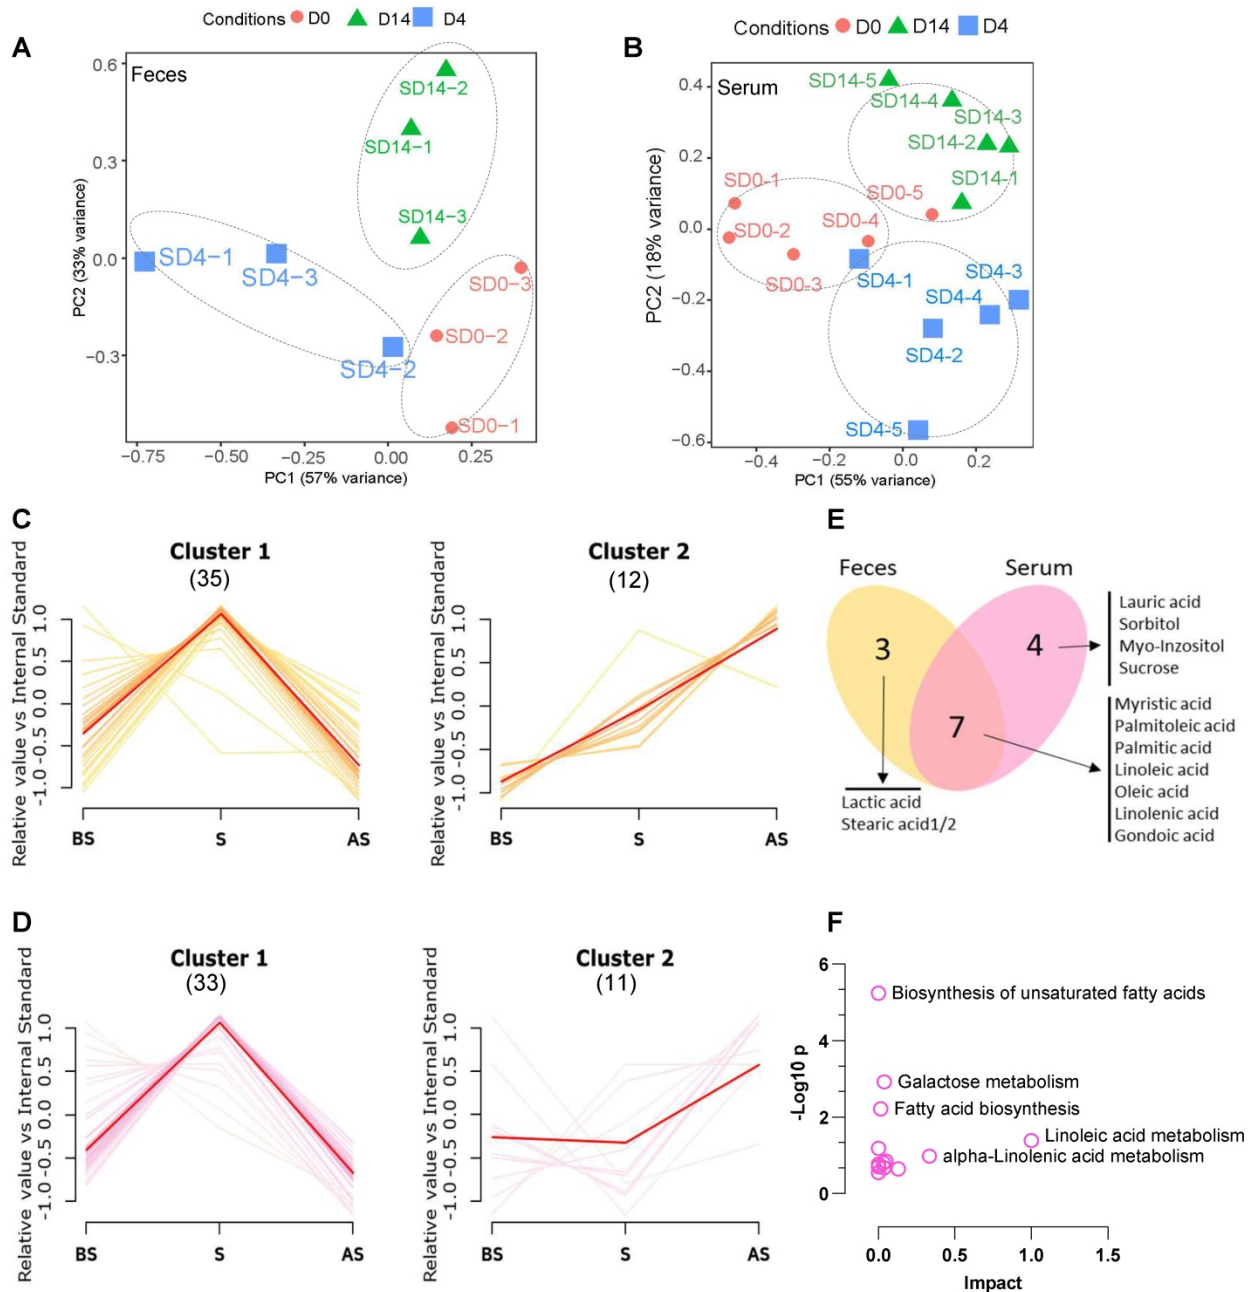 Conditions D0 D14 D4
A
Feces
SD14−2
SD14−1
SD14−3
SD4−1
SD4−3
SD4−2
SD0−3
SD0−2
SD0−1
0.6
0.3
0.0
−0.3
PC2 (33% variance)
−0.75
−0.50
−0.25
0.00
0.25
PC1 (57% variance)
Conditions D0 D14 D4
B
Serum
SD14-5
SD14-4
SD14-3
SD14-2
SD14-1
SD0-1
SD0-5
SD0-2
SD0-4
SD0-3
SD4-1
SD4-3
SD4-4
SD4-2
SD4-5
0.4
0.2
0.0
−0.2
−0.4
−0.6
PC2 (18% variance)
−0.4
−0.2
0.0
0.2
PC1 (55% variance)
C
Cluster 1
(35)
Relative value vs Internal Standard
1.0
0.5
0.0
-0.5
-1.0
BS
S
AS
Cluster 2
(12)
Relative value vs Internal Standard
1.0
0.5
0.0
-0.5
-1.0
BS
S
AS
E
Feces
Serum
3
4
7
Lauric acid
Sorbitol
Myo-Inzositol
Sucrose
Myristic acid
Palmitoleic acid
Palmitic acid
Linoleic acid
Oleic acid
Linolenic acid
Gondoic acid
Lactic acid
Stearic acid1/2
D
Cluster 1
(33)
Relative value vs Internal Standard
1.0
0.5
0.0
-0.5
-1.0
BS
S
AS
Cluster 2
(11)
Relative value vs Internal Standard
1.0
0.5
0.0
-0.5
-1.0
BS
S
AS
F
6
4
2
0
-Log10 p
Biosynthesis of unsaturated fatty acids
Galactose metabolism
Fatty acid biosynthesis
Linoleic acid metabolism
alpha-Linolenic acid metabolism
0.0
0.5
1.0
1.5
Impact